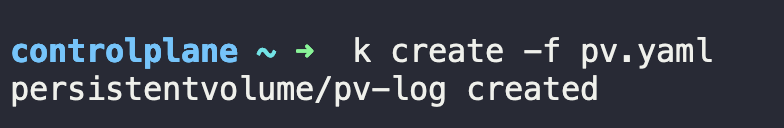 controlplane ~ ➜  k create -f pv.yaml
persistentvolume/pv-log created